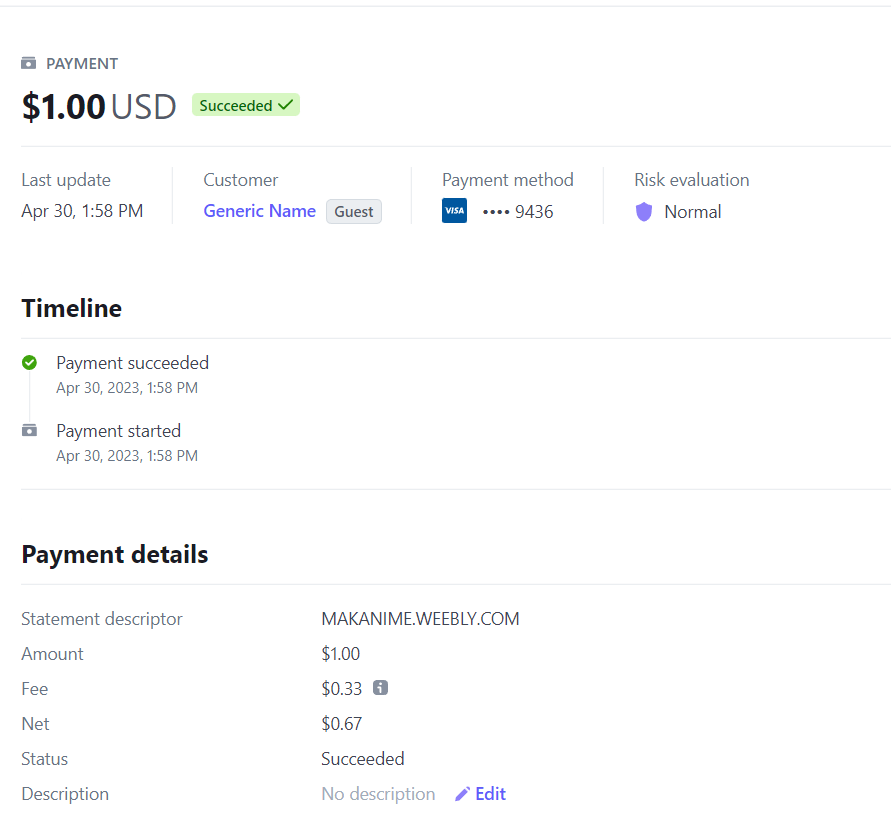 PAYMENT
$1.00 USD Succeeded
Last update Customer Payment method Risk evaluation
Apr 30, 1:58 PM Generic Name Guest VISA •••• 9436 Normal
Timeline
Payment succeeded
Apr 30, 2023, 1:58 PM
Payment started
Apr 30, 2023, 1:58 PM
Payment details
Statement descriptor MAKANIME.WEEBLY.COM
Amount $1.00
Fee $0.33
Net $0.67
Status Succeeded
Description No description Edit